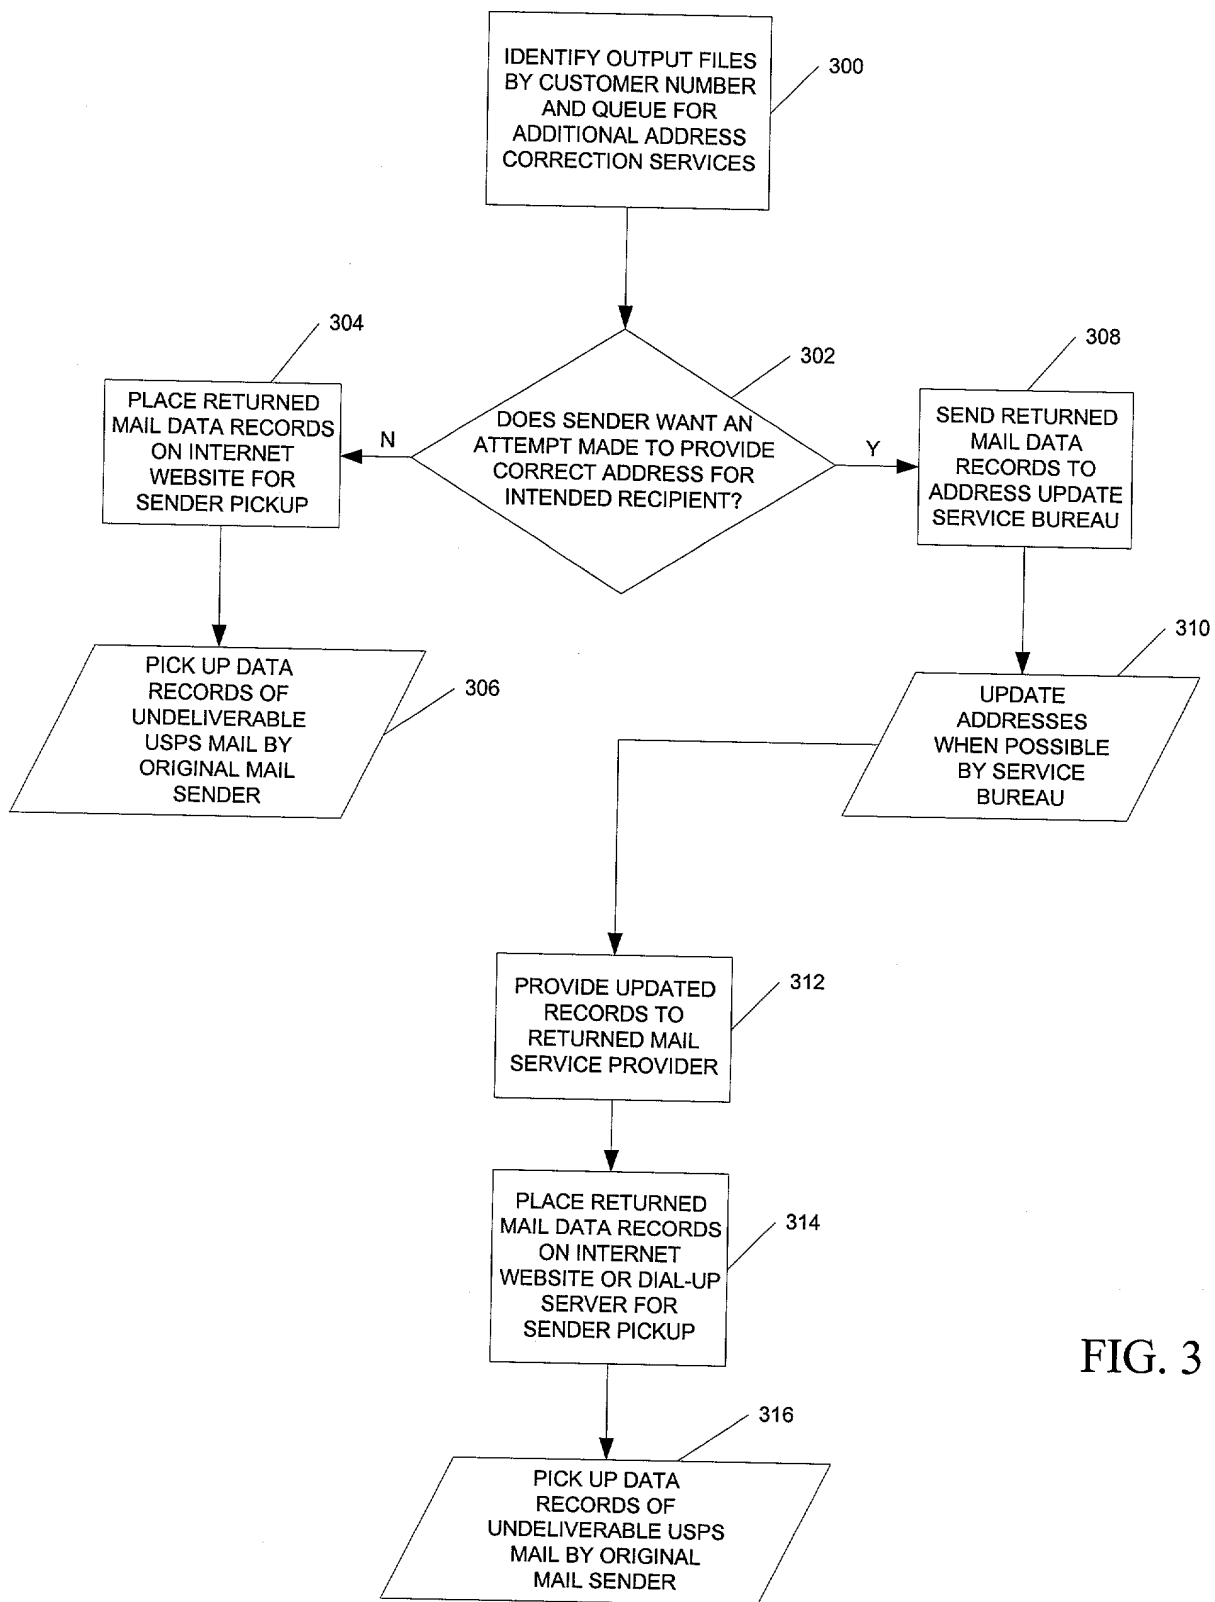 IDENTIFY OUTPUT FILES
BY CUSTOMER NUMBER
AND QUEUE FOR
ADDITIONAL ADDRESS
CORRECTION SERVICES
300
304
302
308
PLACE RETURNED
MAIL DATA RECORDS
ON INTERNET
WEBSITE FOR
SENDER PICKUP
N
DOES SENDER WANT AN
ATTEMPT MADE TO PROVIDE
CORRECT ADDRESS FOR
INTENDED RECIPIENT?
Y
SEND RETURNED
MAIL DATA
RECORDS TO
ADDRESS UPDATE
SERVICE BUREAU
PICK UP DATA
RECORDS OF
UNDELIVERABLE
USPS MAIL BY
ORIGINAL MAIL
SENDER
306
310
UPDATE
ADDRESSES
WHEN POSSIBLE
BY SERVICE
BUREAU
PROVIDE UPDATED
RECORDS TO
RETURNED MAIL
SERVICE PROVIDER
312
PLACE RETURNED
MAIL DATA RECORDS
ON INTERNET
WEBSITE OR DIAL-UP
SERVER FOR
SENDER PICKUP
314
FIG. 3
316
PICK UP DATA
RECORDS OF
UNDELIVERABLE USPS
MAIL BY ORIGINAL
MAIL SENDER